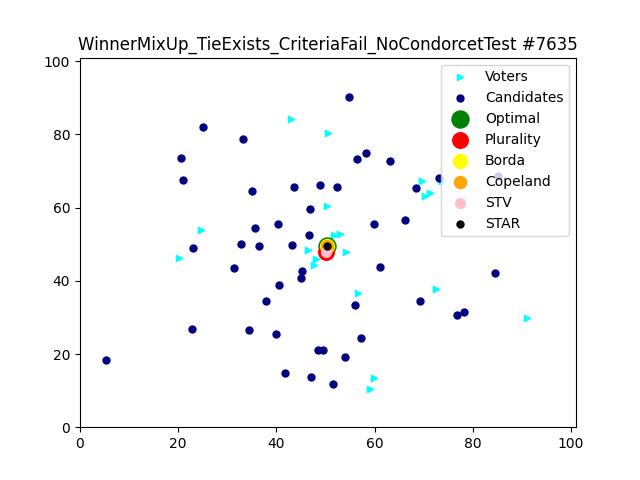 WinnerMixUp_TieExists_CriteriaFail_NoCondorcetTest #7635
Voters
Candidates
Optimal
Plurality
Borda
Copeland
STV
STAR
100
80
60
40
20
0
0 20 40 60 80 100